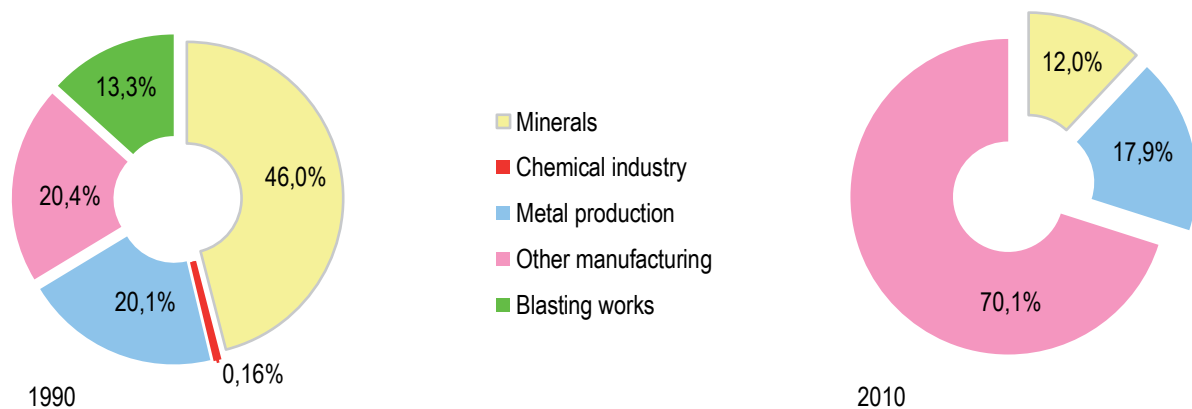 13,3%
46,0%
20,4%
20,1%
0,16%
1990
Minerals
Chemical industry
Metal production
Other manufacturing
Blasting works
12,0%
17,9%
70,1%
2010